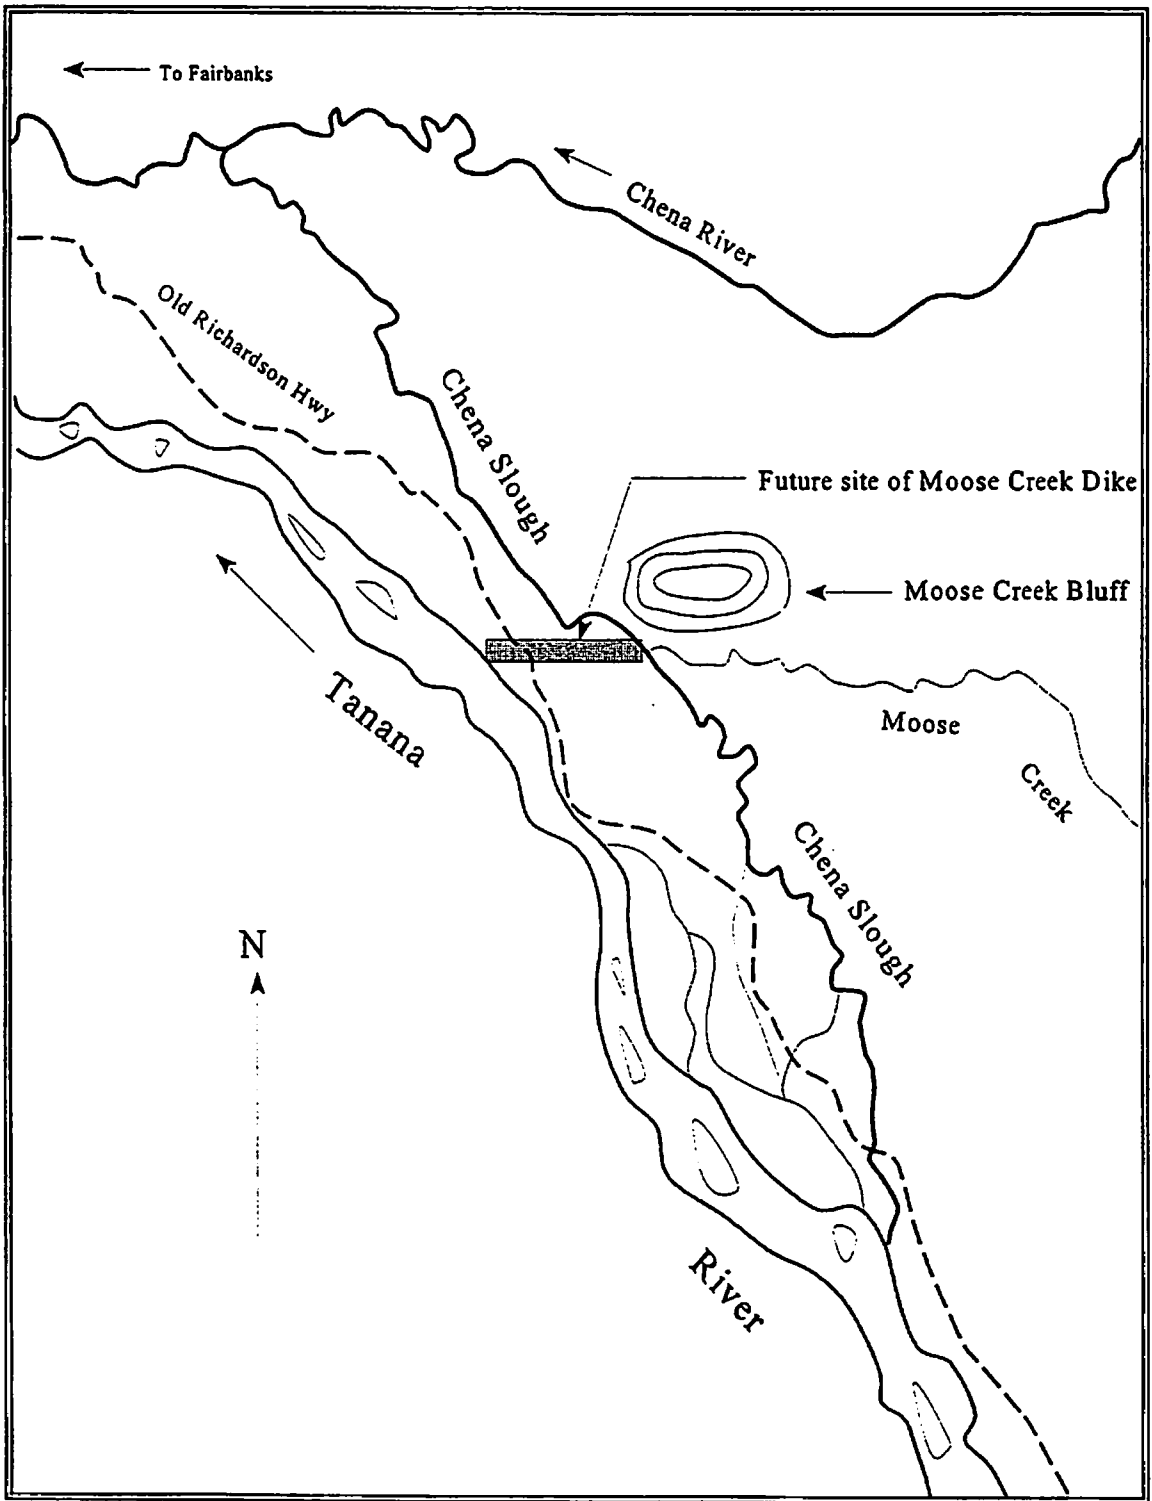 To Fairbanks
Chena River
Old Richardson Hwy
Chena Slough
Future site of Moose Creek Dike
Moose Creek Bluff
Tanana
Moose
Creek
Chena Slough
N
River